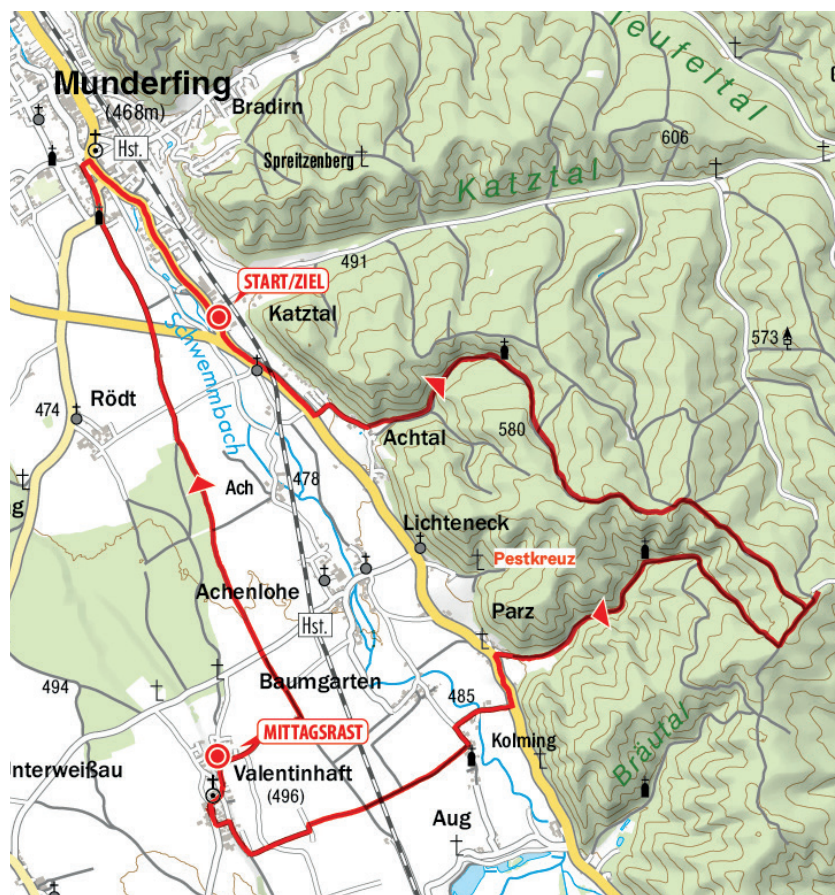 Teufeltal
Munderfing
(468m)
Bradirn
Hst.
Spreitzenberg
606
Katztal
491
START/ZIEL
Katztal
573
Schwemmbach
Rödt
474
Achtal
580
478
Ach
g
Lichteneck
Pestkreuz
Achenlohe
Parz
Hst.
Baumgarten
494
485
MITTAGSRAST
Kolming
nterweißau
Valentinhaft
(496)
Bräutal
Aug